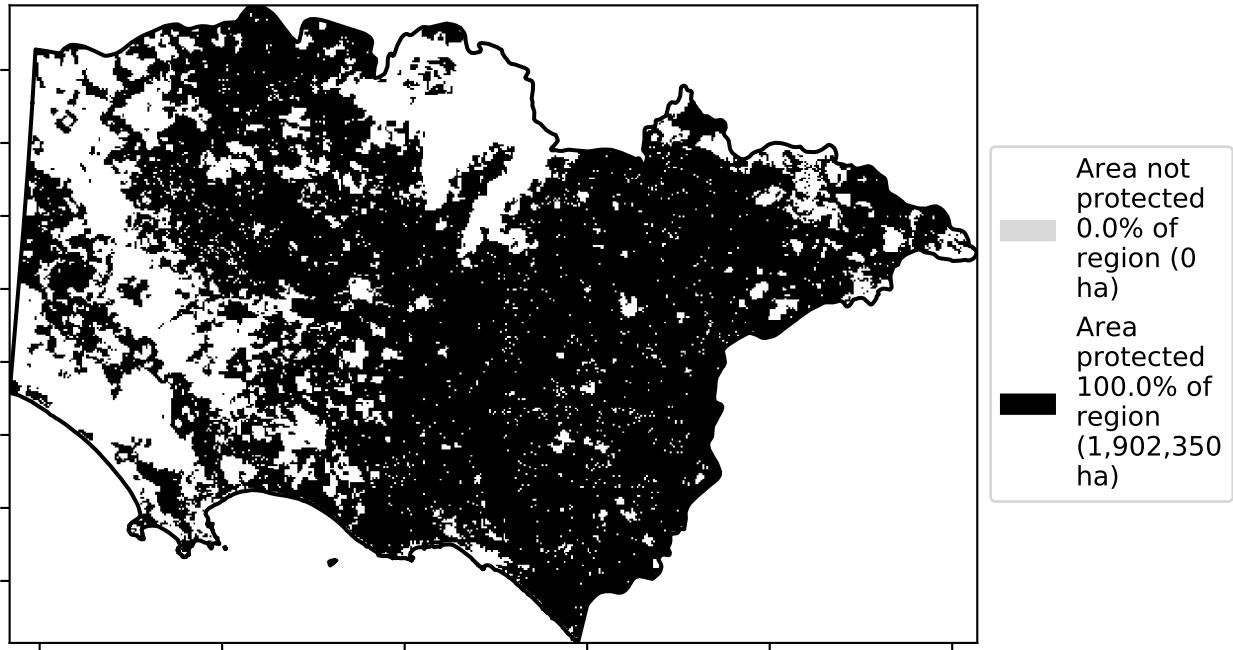 Area not
protected
0.0% of
region (0
ha)
Area
protected
100.0% of
region
(1,902,350
ha)